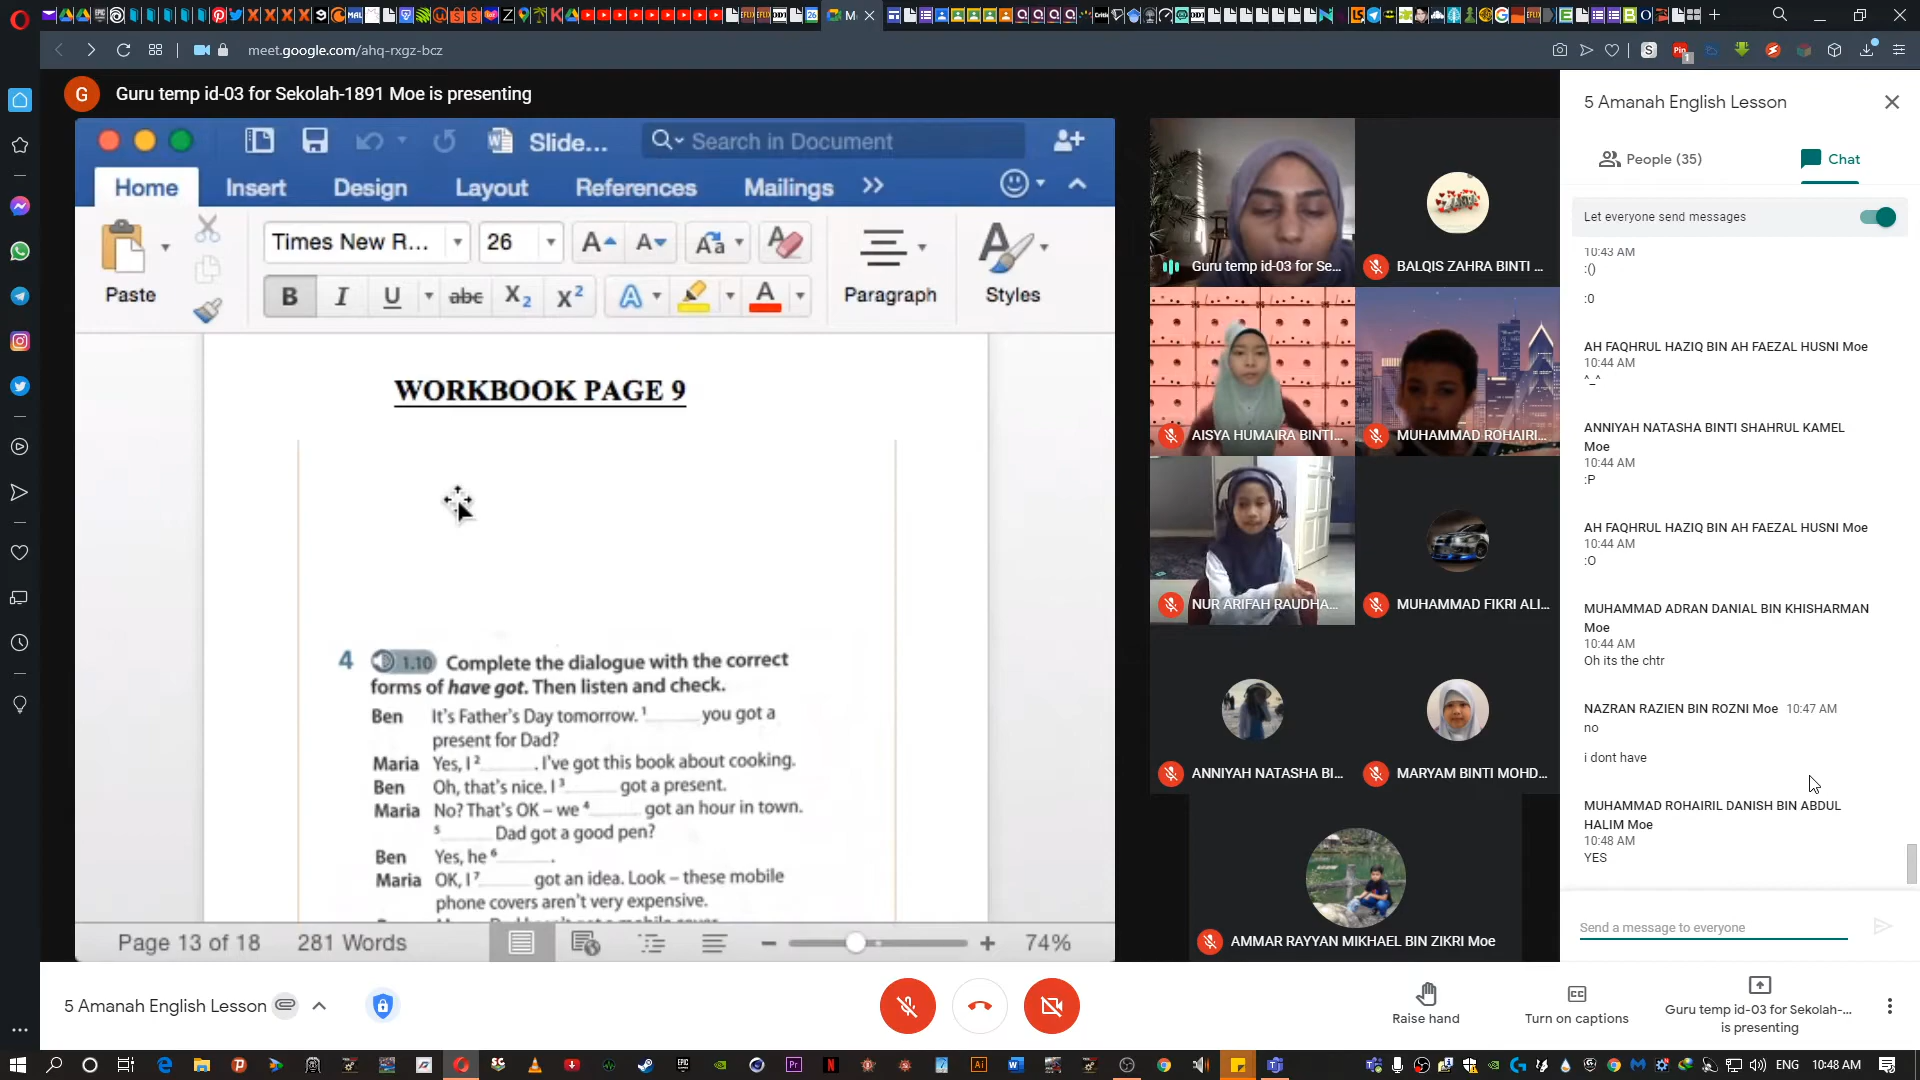 meet.google.com/ahq-rxgz-bcz
G
Guru temp id-03 for Sekolah-1891 Moe is presenting
Slide...
Search in Document
Home
Insert
Design
Layout
References
Mailings
Paste
Times New R...
26
B
I
U
abc
X2
X2
Paragraph
Styles
WORKBOOK PAGE 9
4 1.10 Complete the dialogue with the correct
forms of have got. Then listen and check.
Ben It's Father's Day tomorrow. 1______ you got a
present for Dad?
Maria Yes, I 2______. I've got this book about cooking.
Ben Oh, that's nice. I 3______ got a present.
Maria No? That's OK – we 4______ got an hour in town.
5______ Dad got a good pen?
Ben Yes, he 6______.
Maria OK, I 7______ got an idea. Look – these mobile
phone covers aren't very expensive.
Page 13 of 18
281 Words
74%
Guru temp id-03 for Se...
BALQIS ZAHRA BINTI ...
AISYA HUMAIRA BINTI...
MUHAMMAD ROHAIRI...
NUR ARIFAH RAUDHA...
MUHAMMAD FIKRI ALI...
ANNIYAH NATASHA BI...
MARYAM BINTI MOHD...
AMMAR RAYYAN MIKHAEL BIN ZIKRI Moe
5 Amanah English Lesson
People (35)
Chat
Let everyone send messages
10:43 AM
:()
:0
AH FAQHRUL HAZIQ BIN AH FAEZAL HUSNI Moe
10:44 AM
^_^
ANNIYAH NATASHA BINTI SHAHRUL KAMEL
Moe
10:44 AM
:P
AH FAQHRUL HAZIQ BIN AH FAEZAL HUSNI Moe
10:44 AM
:O
MUHAMMAD ADRAN DANIAL BIN KHISHARMAN
Moe
10:44 AM
Oh its the chtr
NAZRAN RAZIEN BIN ROZNI Moe 10:47 AM
no
i dont have
MUHAMMAD ROHAIRIL DANISH BIN ABDUL
HALIM Moe
10:48 AM
YES
Send a message to everyone
5 Amanah English Lesson
Raise hand
Turn on captions
Guru temp id-03 for Sekolah-...
is presenting
ENG
10:48 AM